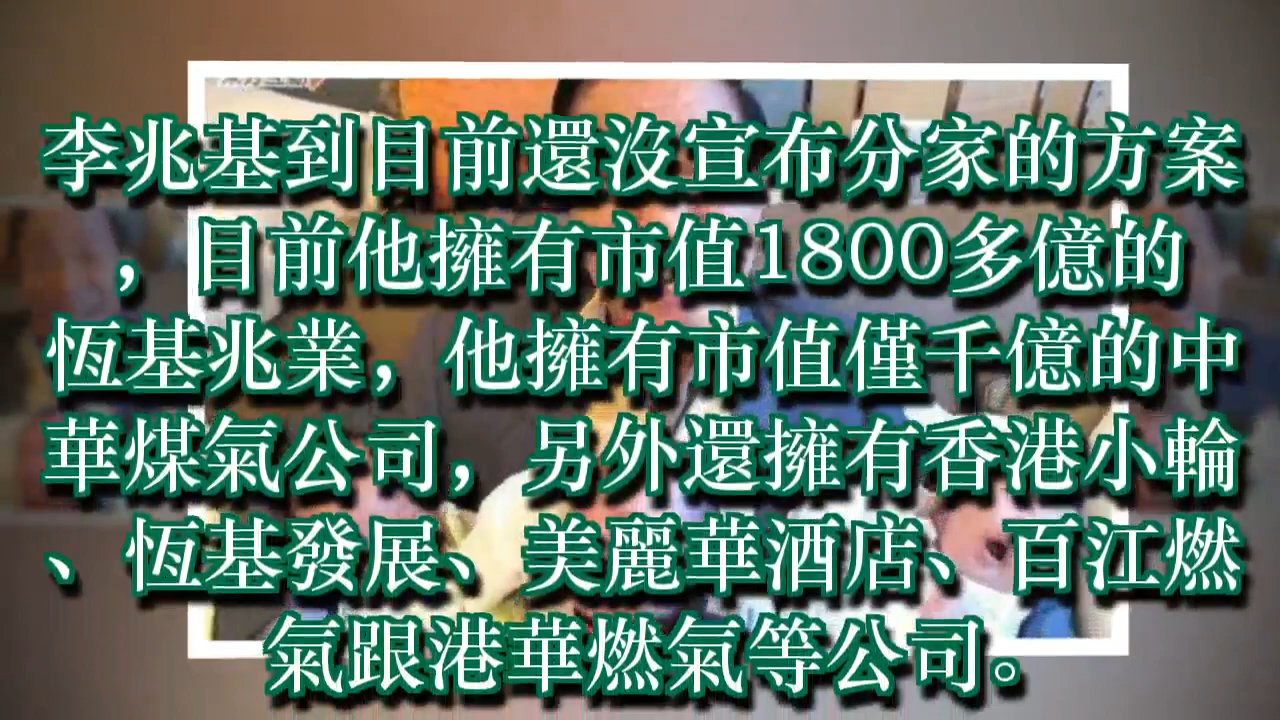 李兆基到目前還沒宣布分家的方案
，目前他擁有市值1800多億的
恆基兆業，他擁有市值僅千億的中
華煤氣公司，另外還擁有香港小輪
、恆基發展、美麗華酒店、百江燃
氣跟港華燃氣等公司。